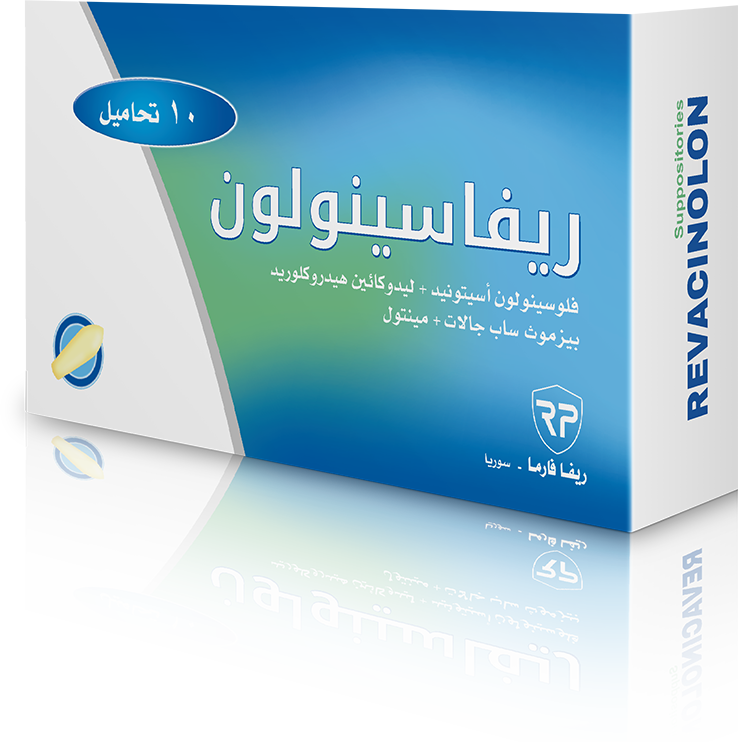 ١٠ تحاميل
ريفاسينولون
فلوسينولون أسيتونيد + ليدوكائين هيدروكلوريد
بيزموث ساب جالات + مينتول
RP
ريفا فارما - سوريا
REVACINOLON
Suppositories